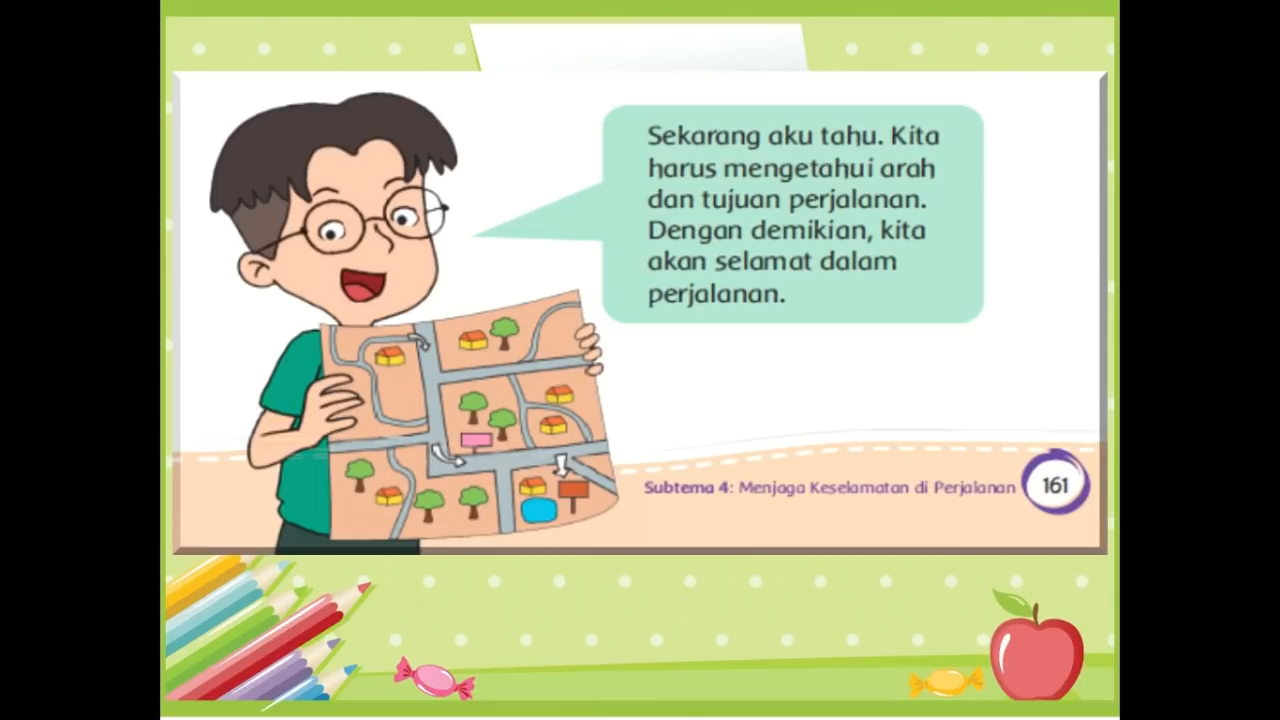 Sekarang aku tahu. Kita
harus mengetahui arah
dan tujuan perjalanan.
Dengan demikian, kita
akan selamat dalam
perjalanan.
Subtema 4: Menjaga Keselamatan di Perjalanan
161